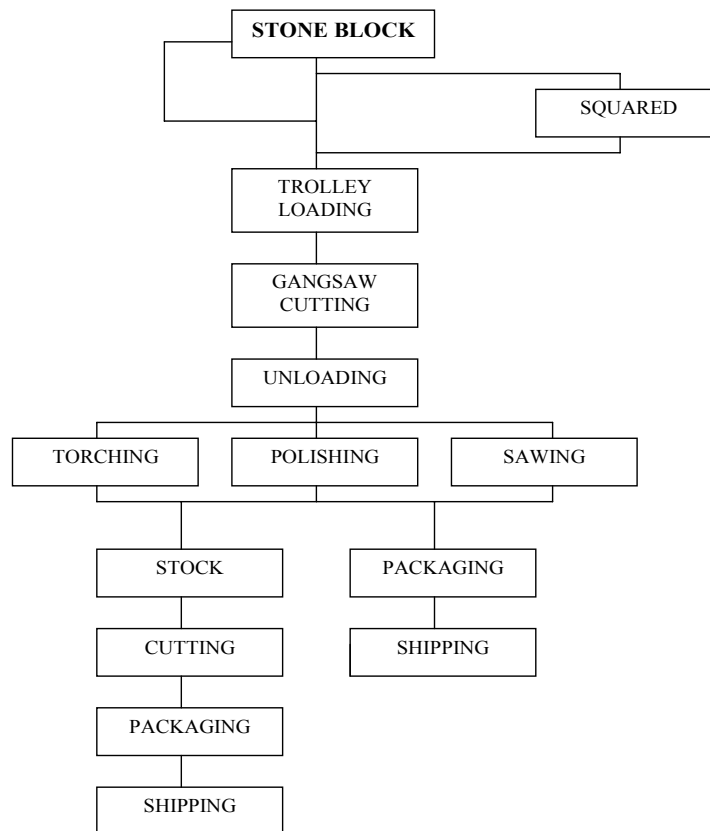 STONE BLOCK
SQUARED
TROLLEY
LOADING
GANGSAW
CUTTING
UNLOADING
TORCHING
POLISHING
SAWING
STOCK
PACKAGING
CUTTING
SHIPPING
PACKAGING
SHIPPING